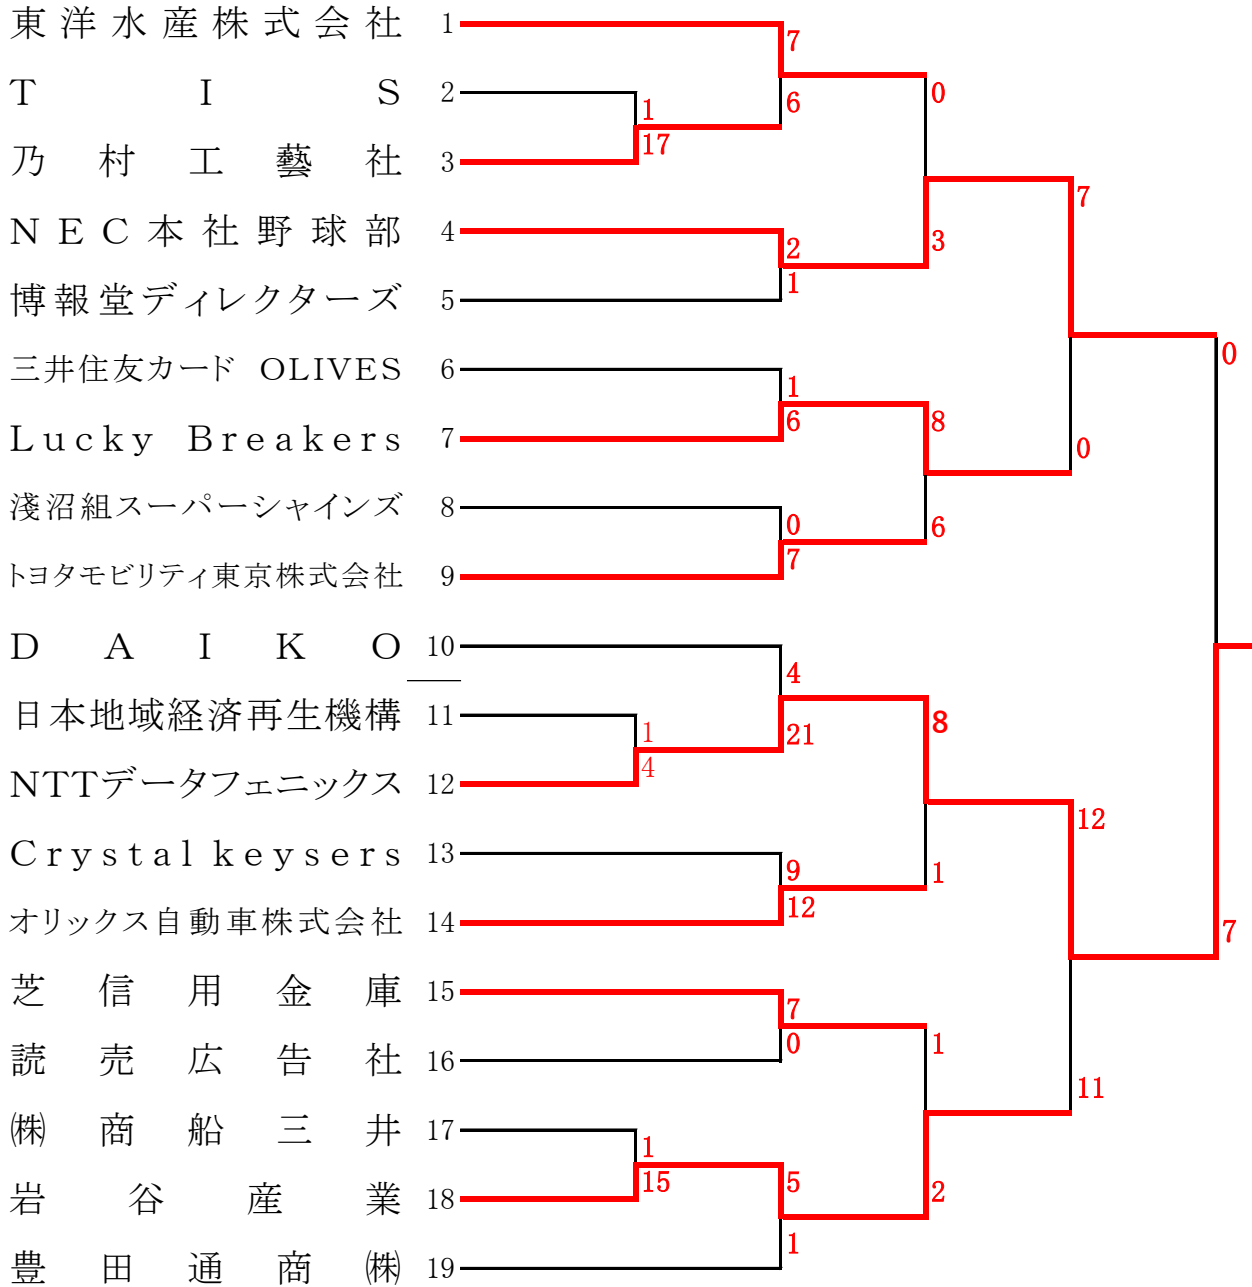 東洋水産株式会社 1
TIS 2
乃村工藝社 3
NEC本社野球部 4
博報堂ディレクターズ 5
三井住友カード OLIVES 6
Lucky Breakers 7
淺沼組スーパーシャインズ 8
トヨタモビリティ東京株式会社 9
DAIKO 10
日本地域経済再生機構 11
NTTデータフェニックス 12
Crystal keysers 13
オリックス自動車株式会社 14
芝信用金庫 15
読売広告社 16
㈱商船三井 17
岩谷産業 18
豊田通商㈱ 19
1
17
1
4
1
15
7
6
2
1
1
6
0
7
4
21
9
12
7
0
5
1
0
3
8
6
8
1
1
2
7
0
12
11
0
7